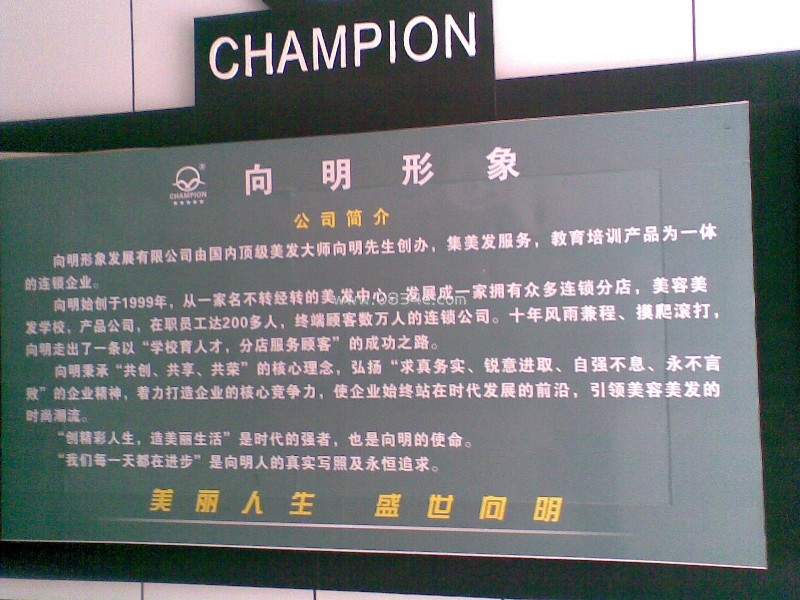 CHAMPION
CHAMPION
向明形象
公司简介
向明形象发展有限公司由国内顶级美发大师向明先生创办，集美发服务，教育培训产品为一体
的连锁企业。
向明始创于1999年，从一家名不转经转的美发中心，发展成一家拥有众多连锁分店，美容美
发学校，产品公司，在职员工达200多人，终端顾客数万人的连锁公司。十年风雨兼程、摸爬滚打，
向明走出了一条以“学校育人才，分店服务顾客”的成功之路。
向明秉承“共创、共享、共荣”的核心理念，弘扬“求真务实、锐意进取、自强不息、永不言
败”的企业精神，着力打造企业的核心竞争力，使企业始终站在时代发展的前沿，引领美容美发的
时尚潮流。
“创精彩人生，造美丽生活”是时代的强者，也是向明的使命。
“我们每一天都在进步”是向明人的真实写照及永恒追求。
美丽人生 盛世向明
www.0834e.com